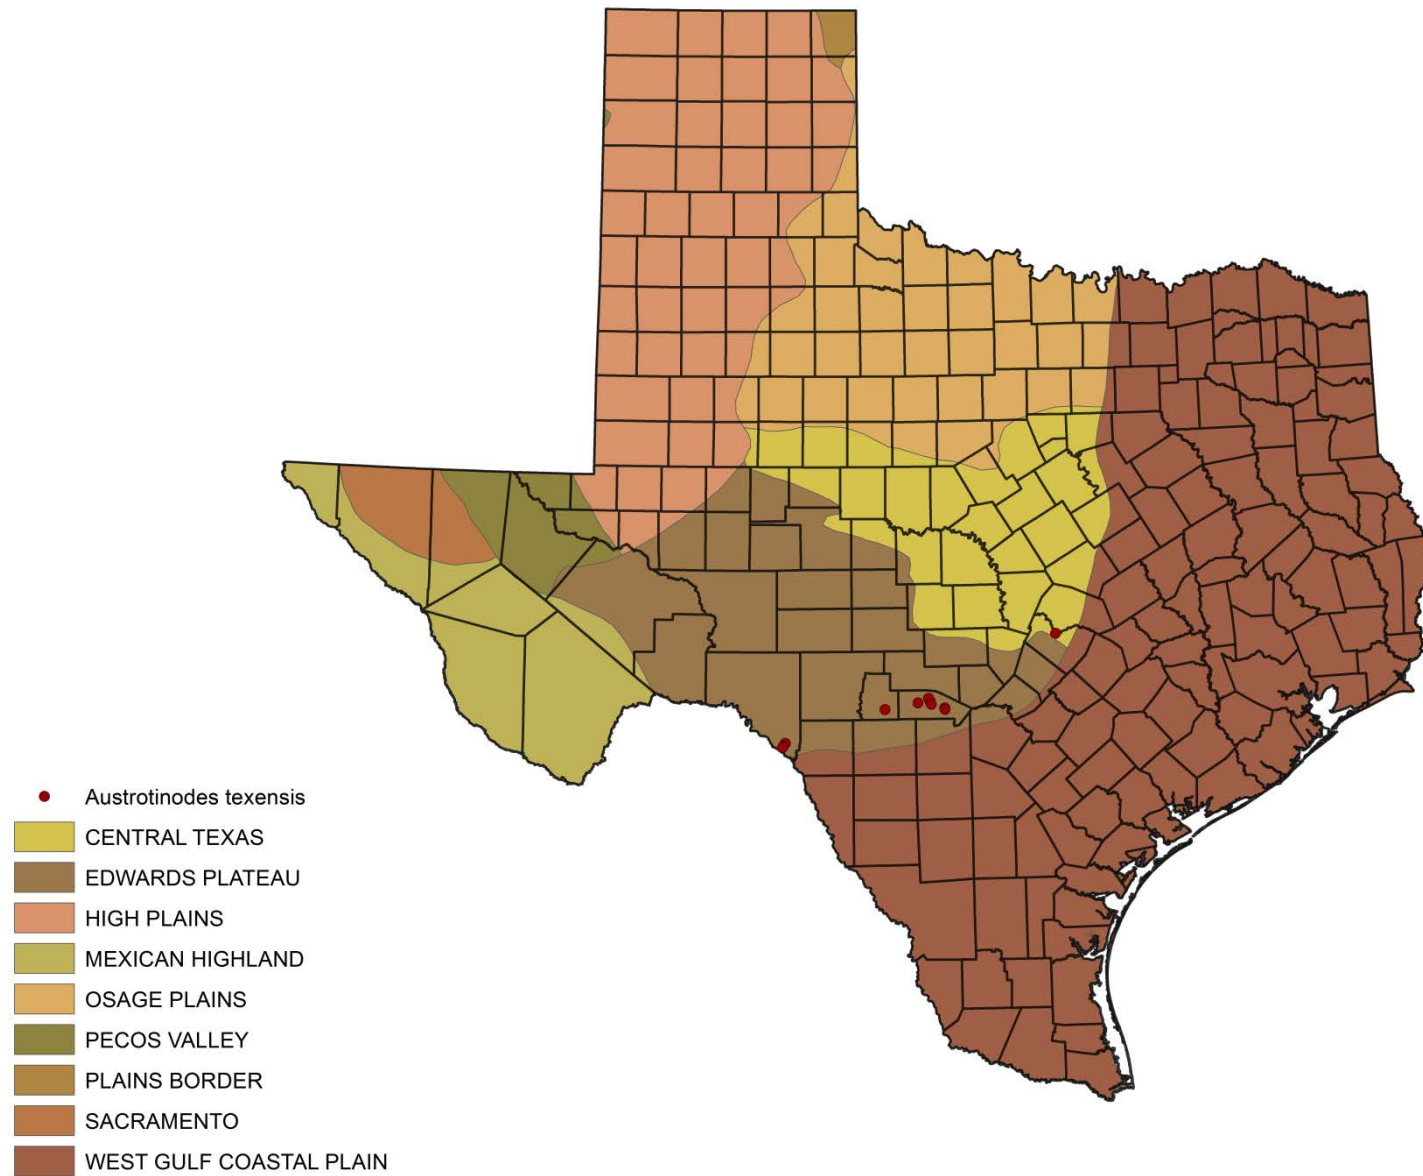 Austrotinodes texensis
CENTRAL TEXAS
EDWARDS PLATEAU
HIGH PLAINS
MEXICAN HIGHLAND
OSAGE PLAINS
PECOS VALLEY
PLAINS BORDER
SACRAMENTO
WEST GULF COASTAL PLAIN